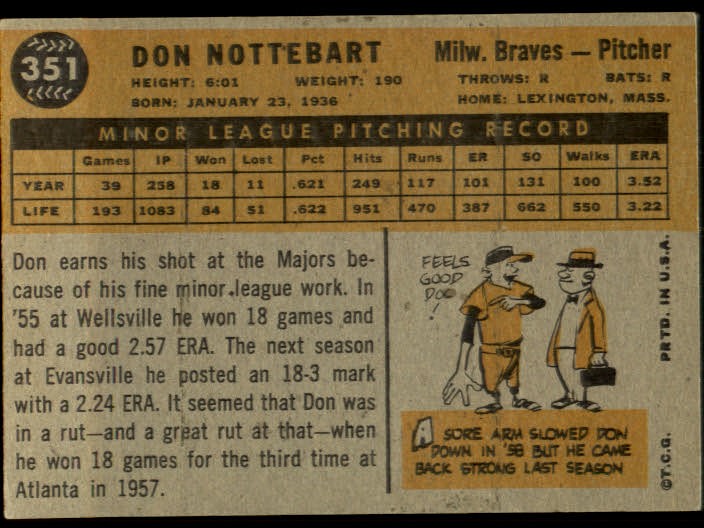 351
DON NOTTEBART Milw. Braves — Pitcher
HEIGHT: 6:01 WEIGHT: 190 THROWS: R BATS: R
BORN: JANUARY 23, 1936 HOME: LEXINGTON, MASS.
MINOR LEAGUE PITCHING RECORD
Games IP Won Lost Pct Hits Runs ER SO Walks ERA
YEAR 39 258 18 11 .621 249 117 101 131 100 3.52
LIFE 193 1083 84 51 .622 951 470 387 662 550 3.22
Don earns his shot at the Majors be-
cause of his fine minor league work. In
'55 at Wellsville he won 18 games and
had a good 2.57 ERA. The next season
at Evansville he posted an 18-3 mark
with a 2.24 ERA. It seemed that Don was
in a rut—and a great rut at that—when
he won 18 games for the third time at
Atlanta in 1957.
FEELS
GOOD
DOC
!
A SORE ARM SLOWED DON
DOWN IN '58 BUT HE CAME
BACK STRONG LAST SEASON
©T.C.G. PRTD. IN U.S.A.